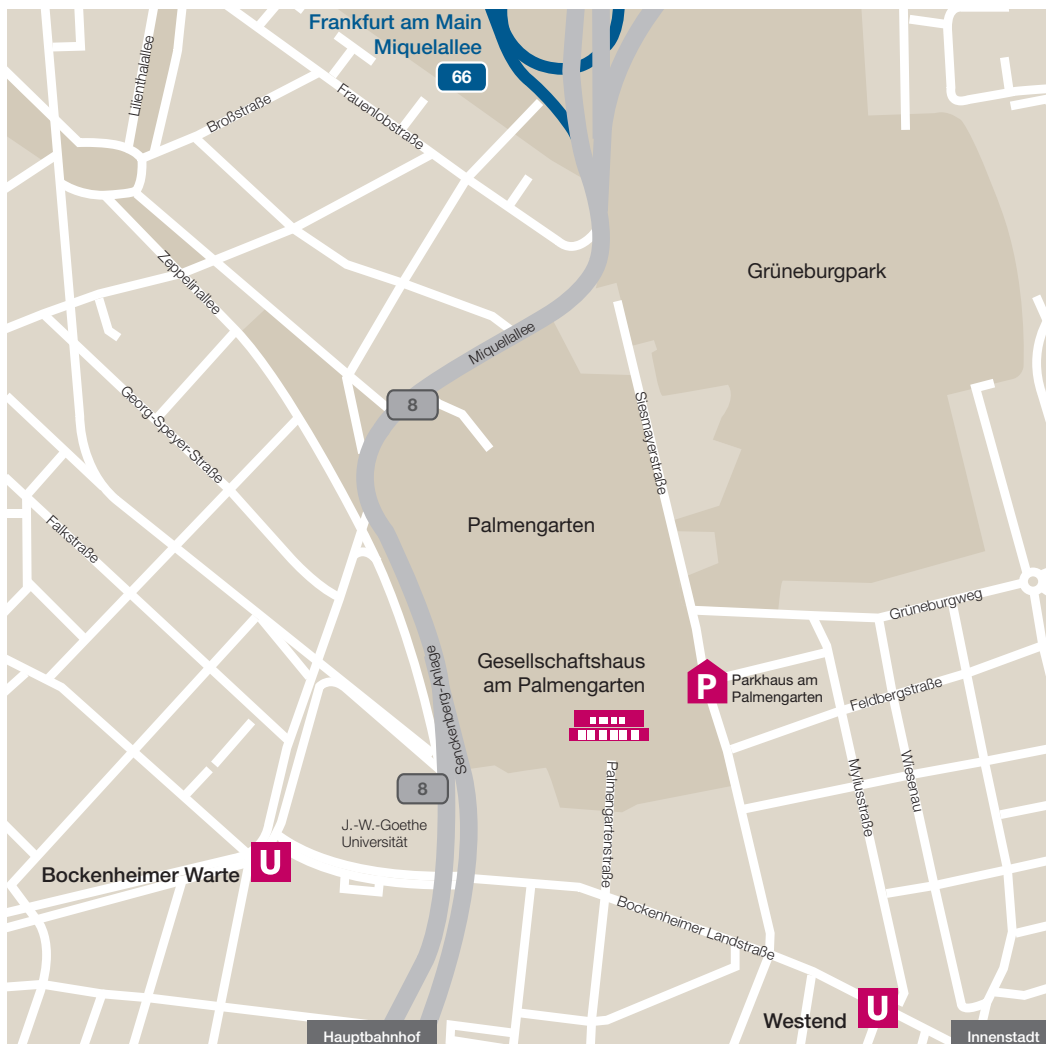 Frankfurt am Main
Miquelallee
66
Lilienthalallee
Broßstraße
Frauenlobstraße
Grüneburgpark
Zeppelinallee
Miquellallee
8
Georg-Speyer-Straße
Siesmayerstraße
Falkstraße
Palmengarten
Grüneburgweg
Senckenberg-Anlage
Gesellschaftshaus
am Palmengarten
P
Parkhaus am
Palmengarten
Feldbergstraße
Palmengartenstraße
Myliusstraße
Wiesenau
8
J.-W.-Goethe
Universität
Bockenheimer Warte
U
Bockenheimer Landstraße
Westend
U
Hauptbahnhof
Innenstadt